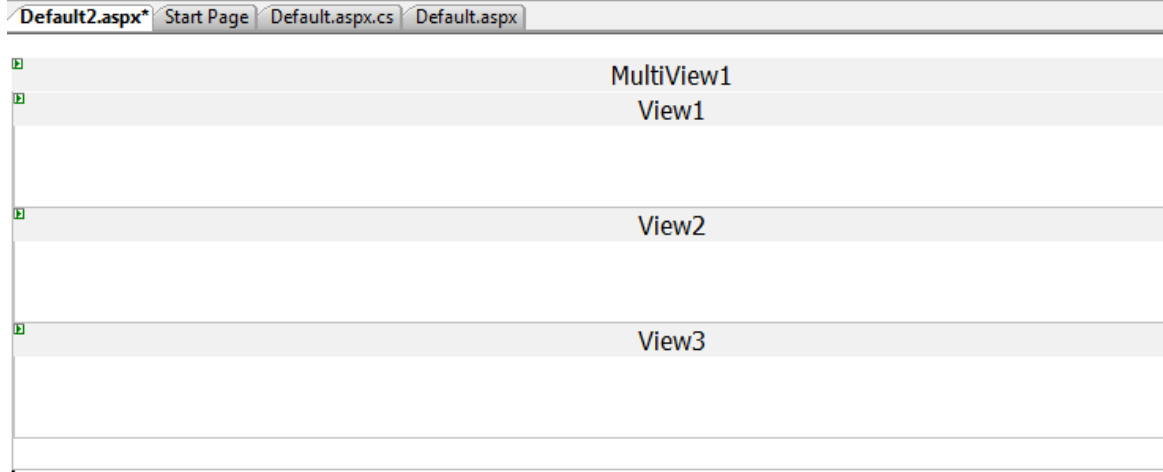 Default2.aspx* Start Page Default.aspx.cs Default.aspx
MultiView1
View1
View2
View3